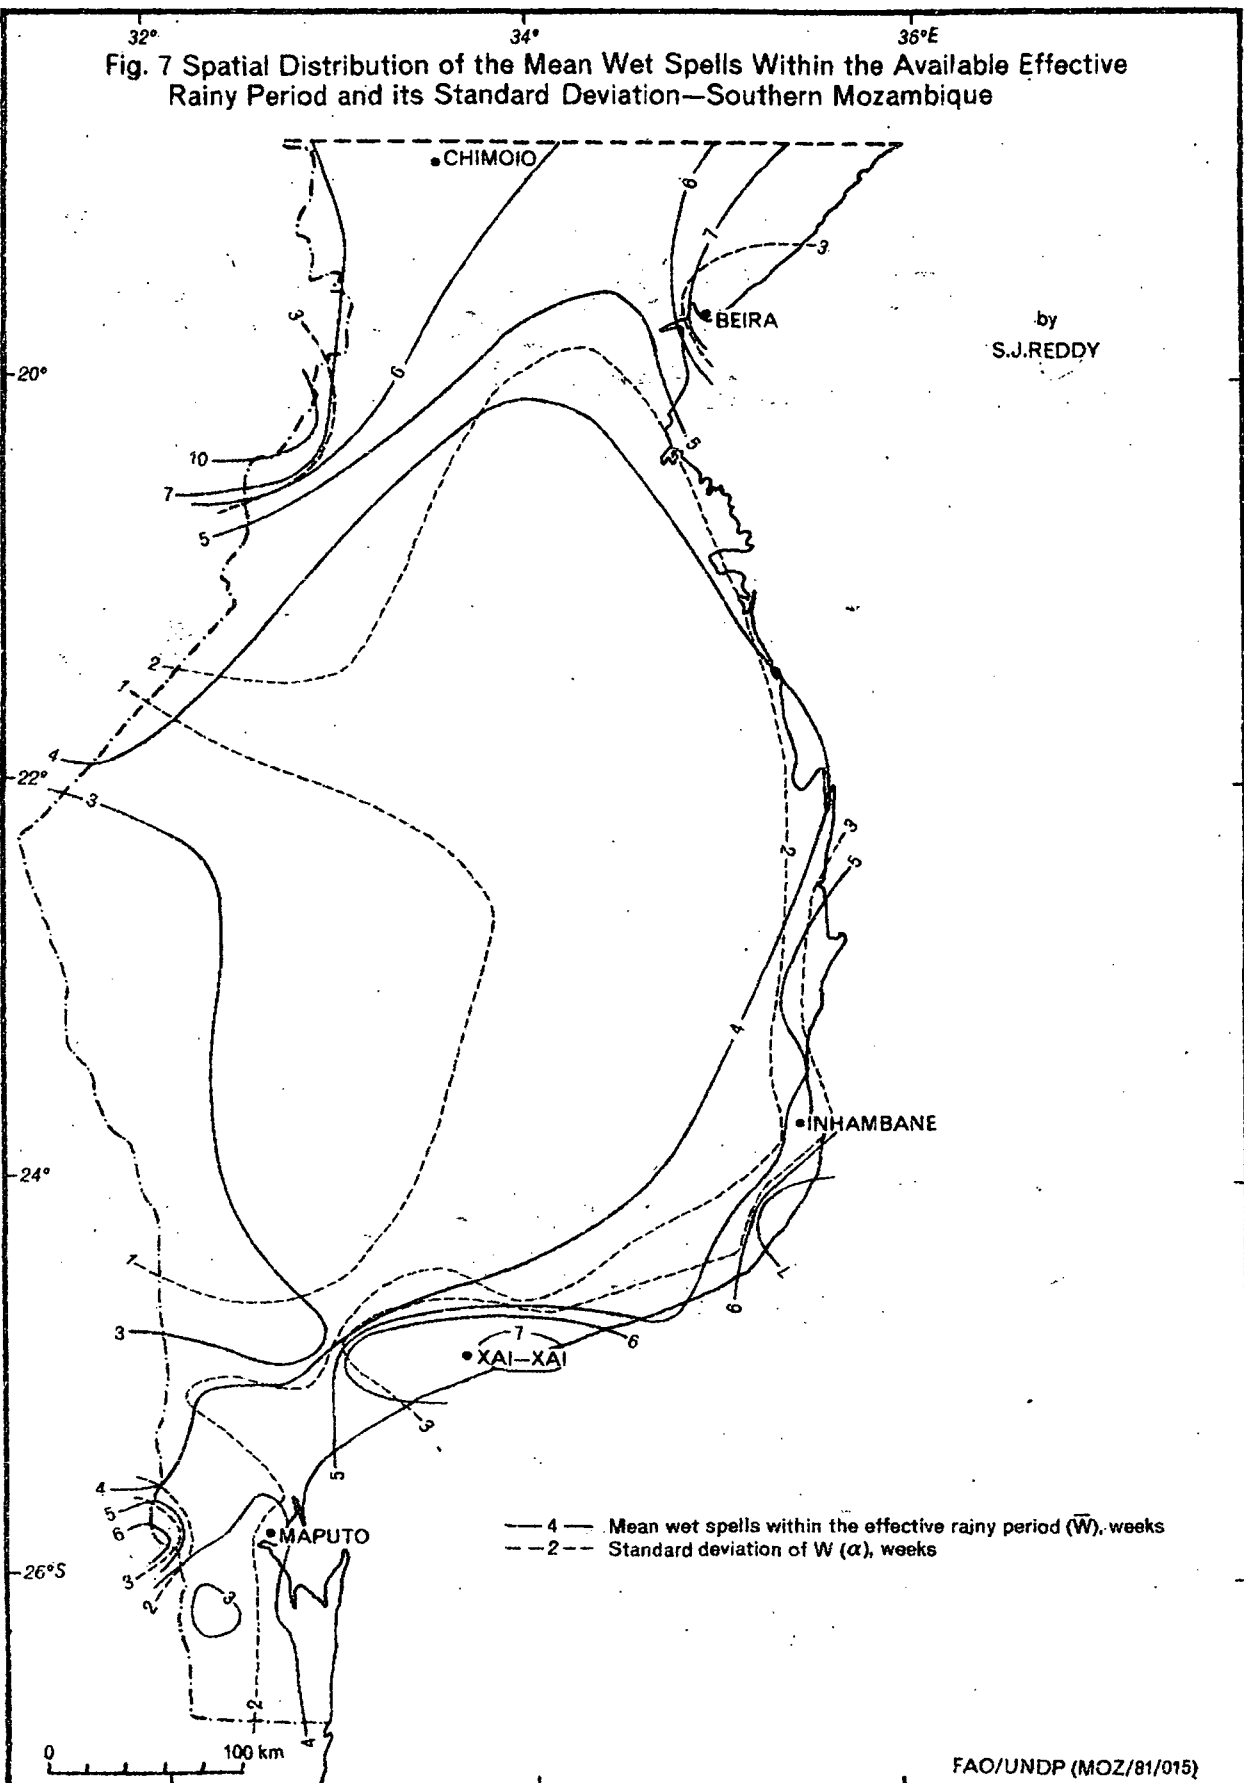 32°
34°
36°E
Fig. 7 Spatial Distribution of the Mean Wet Spells Within the Available Effective
Rainy Period and its Standard Deviation—Southern Mozambique
CHIMOIO
6
7
3
3
BEIRA
by
S.J.REDDY
20°
6
5
10
7
5
2
1
4
22°
3
3
2
5
4
INHAMBANE
24°
1
7
6
3
7
6
XAI–XAI
3
5
4
5
6
MAPUTO
—4— Mean wet spells within the effective rainy period (W̅), weeks
--2-- Standard deviation of W (α), weeks
26°S
3
2
3
2
4
0
100 km
FAO/UNDP (MOZ/81/015)